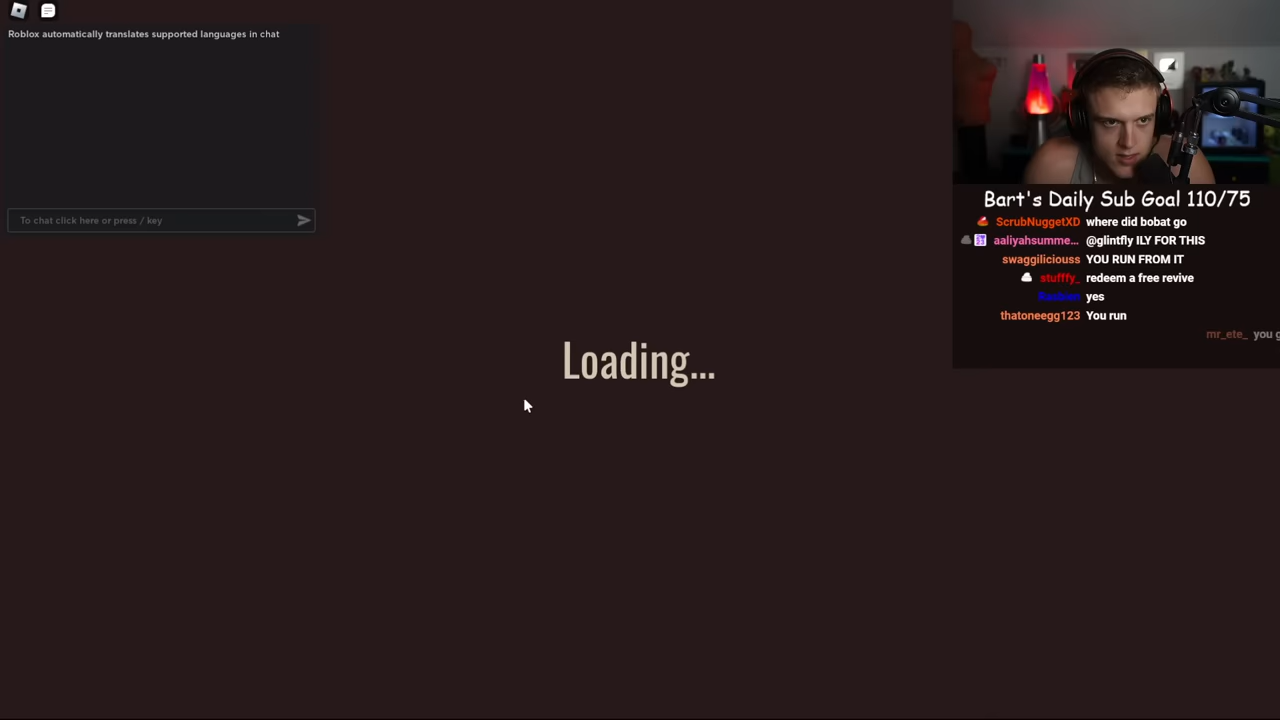 Roblox automatically translates supported languages in chat
To chat click here or press / key
Loading...
Bart's Daily Sub Goal 110/75
ScrubNuggetXD where did bobat go
aaliyahsumme... @glintfly ILY FOR THIS
swaggiliciouss YOU RUN FROM IT
stufffy_ redeem a free revive
yes
thatoneegg123 You run
mr_ete_ you g